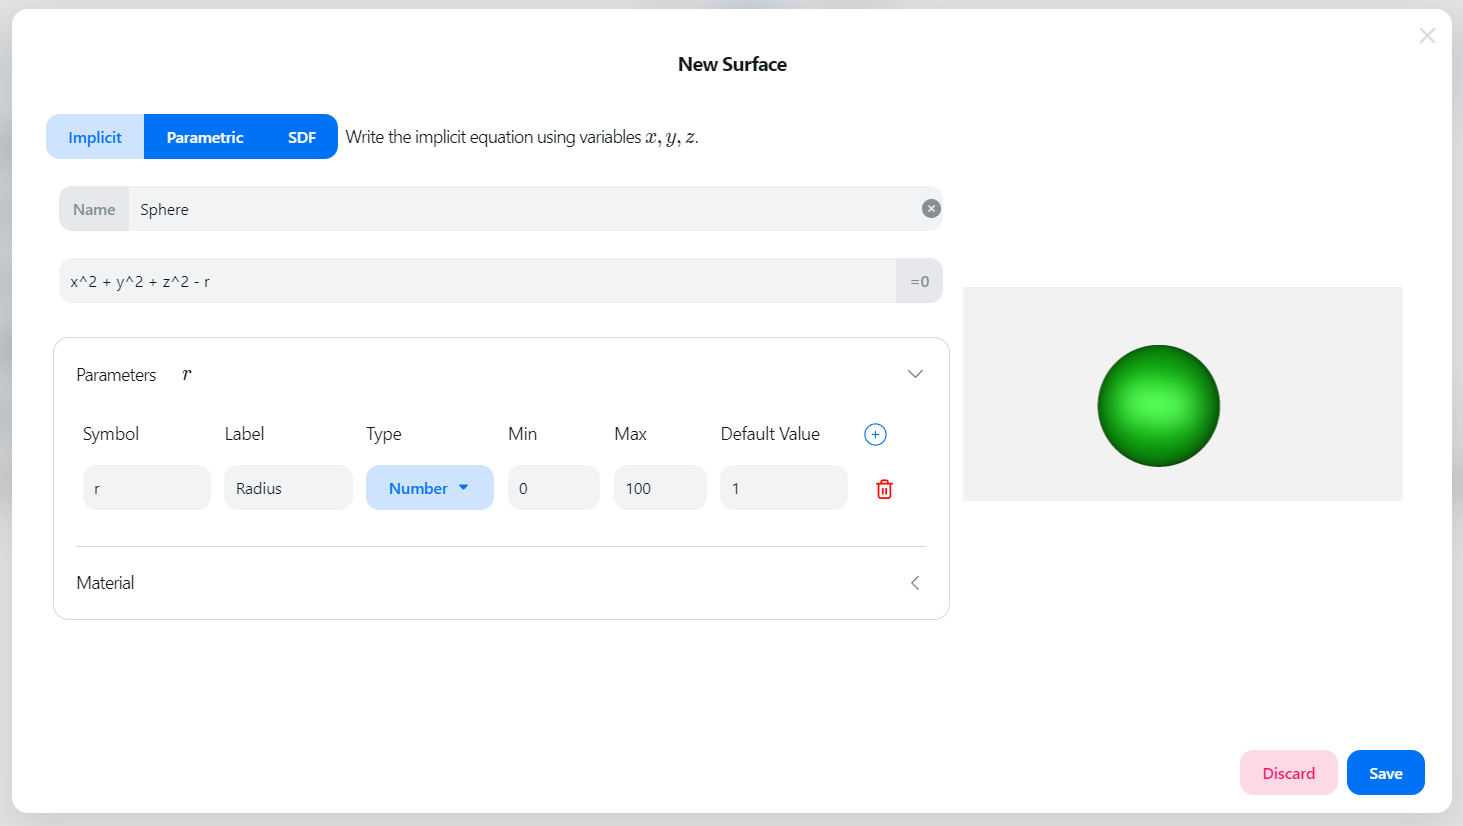 New Surface
Implicit Parametric SDF Write the implicit equation using variables x, y, z.
Name Sphere
x^2 + y^2 + z^2 - r =0
Parameters r
Symbol Label Type Min Max Default Value
r Radius Number 0 100 1
Material
Discard Save